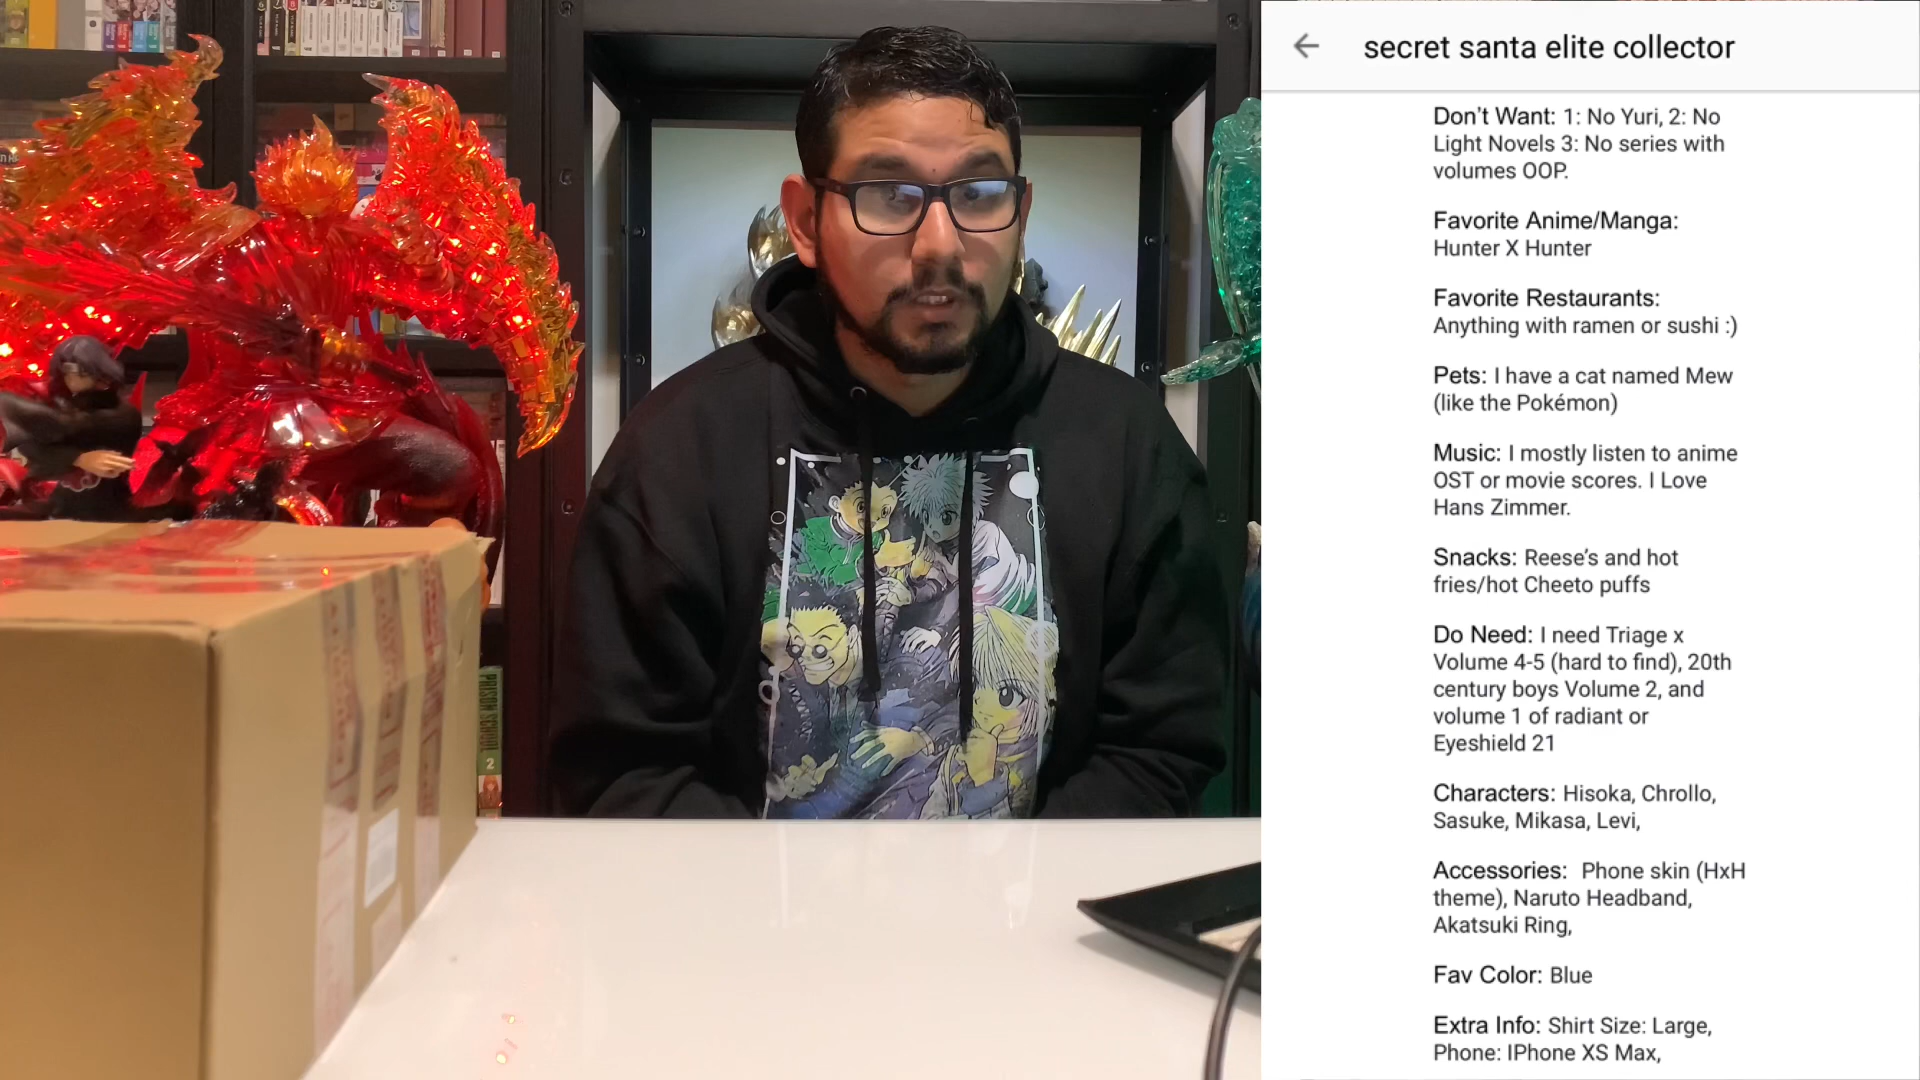 secret santa elite collector
Don't Want: 1: No Yuri, 2: No
Light Novels 3: No series with
volumes OOP.
Favorite Anime/Manga:
Hunter X Hunter
Favorite Restaurants:
Anything with ramen or sushi :)
Pets: I have a cat named Mew
(like the Pokémon)
Music: I mostly listen to anime
OST or movie scores. I Love
Hans Zimmer.
Snacks: Reese's and hot
fries/hot Cheeto puffs
Do Need: I need Triage x
Volume 4-5 (hard to find), 20th
century boys Volume 2, and
volume 1 of radiant or
Eyeshield 21
Characters: Hisoka, Chrollo,
Sasuke, Mikasa, Levi,
Accessories:  Phone skin (HxH
theme), Naruto Headband,
Akatsuki Ring,
Fav Color: Blue
Extra Info: Shirt Size: Large,
Phone: IPhone XS Max,
PRISON SCHOOL
2